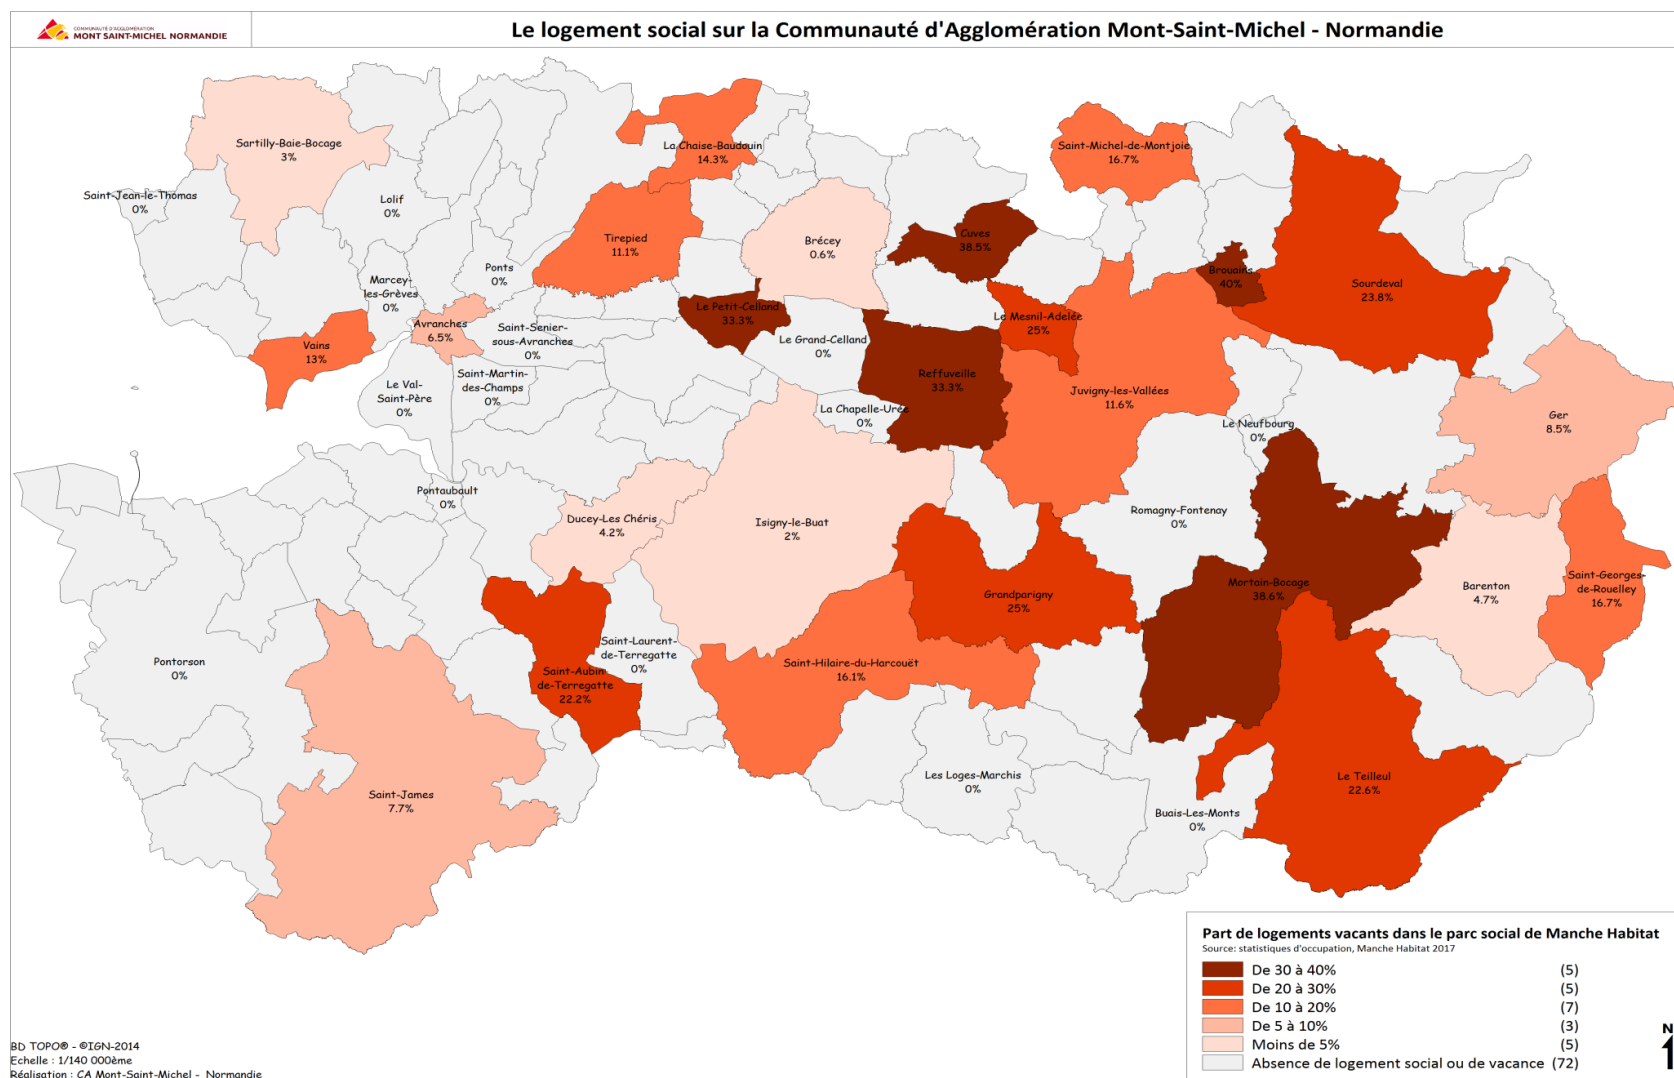 COMMUNAUTÉ D'AGGLOMÉRATION
MONT SAINT-MICHEL NORMANDIE
Le logement social sur la Communauté d'Agglomération Mont-Saint-Michel - Normandie
Sartilly-Baie-Bocage
3%
La Chaise-Baudouin
14.3%
Saint-Michel-de-Montjoie
16.7%
Saint-Jean-le-Thomas
0%
Lolif
0%
Tirepied
11.1%
Brécey
0.6%
Cuves
38.5%
Ponts
0%
Marcey-
les-Grèves
0%
Brouains
40%
Sourdeval
23.8%
Le Petit-Celland
33.3%
Le Mesnil-Adelée
25%
Avranches
6.5%
Saint-Senier-
sous-Avranches
0%
Vains
13%
Le Grand-Celland
0%
Reffuveille
33.3%
Le Val-
Saint-Père
0%
Saint-Martin-
des-Champs
0%
Juvigny-les-Vallées
11.6%
La Chapelle-Urée
0%
Le Neufbourg
0%
Ger
8.5%
Pontaubault
0%
Ducey-Les Chéris
4.2%
Isigny-le-Buat
2%
Romagny-Fontenay
0%
Mortain-Bocage
38.6%
Barenton
4.7%
Saint-Georges-
de-Rouelley
16.7%
Grandparigny
25%
Saint-Laurent-
de-Terregatte
0%
Pontorson
0%
Saint-Aubin-
de-Terregatte
22.2%
Saint-Hilaire-du-Harcouët
16.1%
Les Loges-Marchis
0%
Le Teilleul
22.6%
Saint-James
7.7%
Buais-Les-Monts
0%
Part de logements vacants dans le parc social de Manche Habitat
Source: statistiques d'occupation, Manche Habitat 2017
De 30 à 40% (5)
De 20 à 30% (5)
De 10 à 20% (7)
De 5 à 10% (3)
Moins de 5% (5)
Absence de logement social ou de vacance (72)
N
BD TOPO® - ©IGN-2014
Echelle : 1/140 000ème
Réalisation : CA Mont-Saint-Michel - Normandie